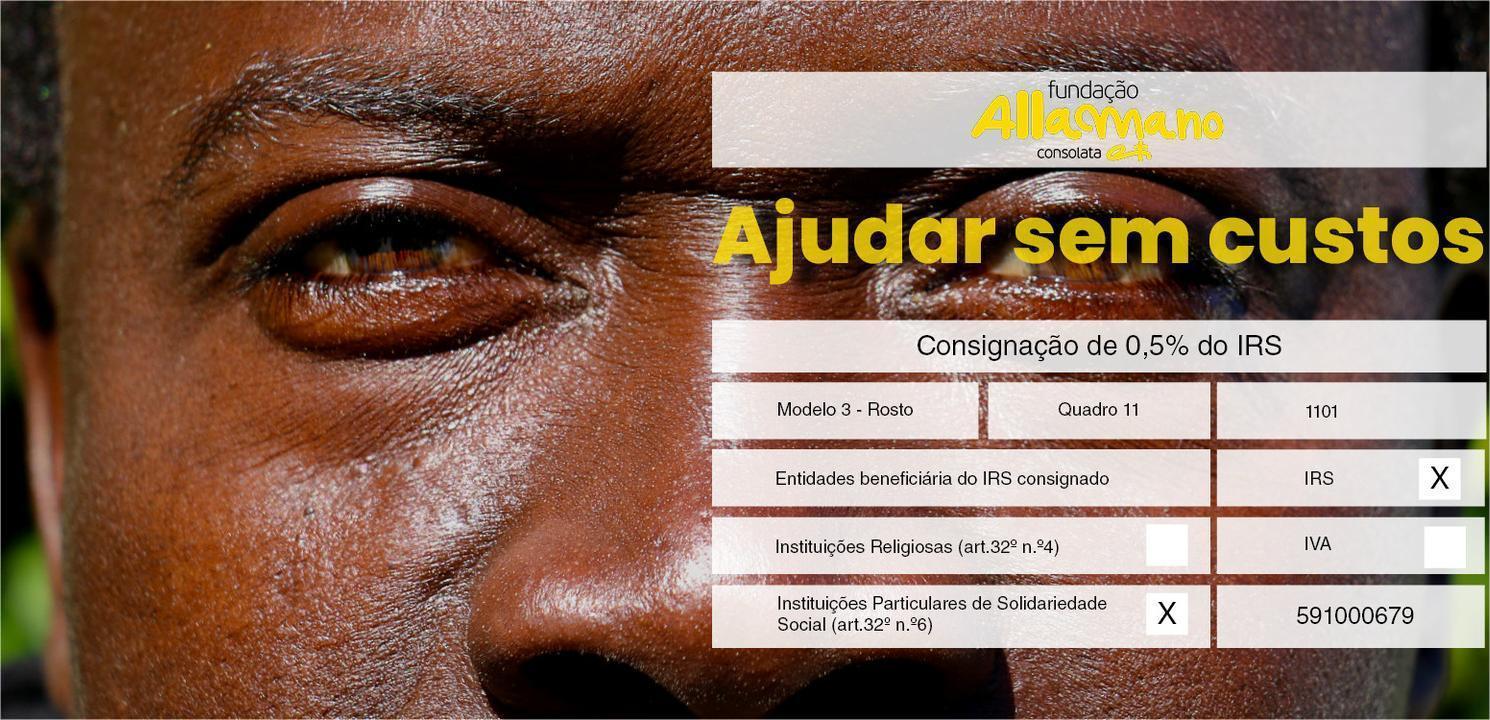 fundação
Allamano
consolata
Ajudar sem custos
Consignação de 0,5% do IRS
Modelo 3 - Rosto
Quadro 11
1101
Entidades beneficiária do IRS consignado
IRS
X
Instituições Religiosas (art.32º n.º4)
IVA
Instituições Particulares de Solidariedade
Social (art.32º n.º6)
X
591000679